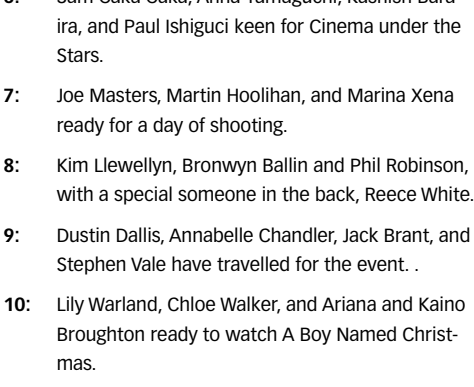 ira, and Paul Ishiguci keen for Cinema under the
Stars.
7: Joe Masters, Martin Hoolihan, and Marina Xena
ready for a day of shooting.
8: Kim Llewellyn, Bronwyn Ballin and Phil Robinson,
with a special someone in the back, Reece White.
9: Dustin Dallis, Annabelle Chandler, Jack Brant, and
Stephen Vale have travelled for the event. .
10: Lily Warland, Chloe Walker, and Ariana and Kaino
Broughton ready to watch A Boy Named Christ-
mas.